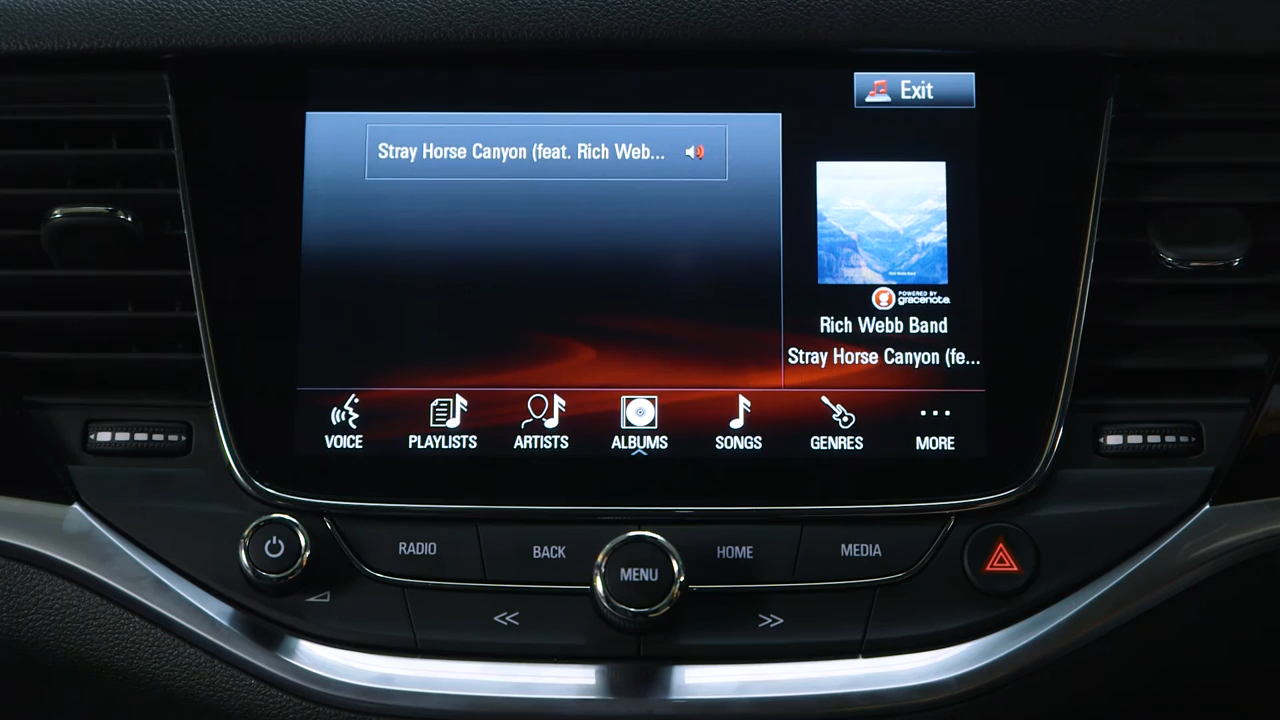 Exit
Stray Horse Canyon (feat. Rich Web...
POWERED BY
gracenote.
Rich Webb Band
Stray Horse Canyon (fe...
VOICE
PLAYLISTS
ARTISTS
ALBUMS
SONGS
GENRES
MORE
RADIO
BACK
MENU
HOME
MEDIA